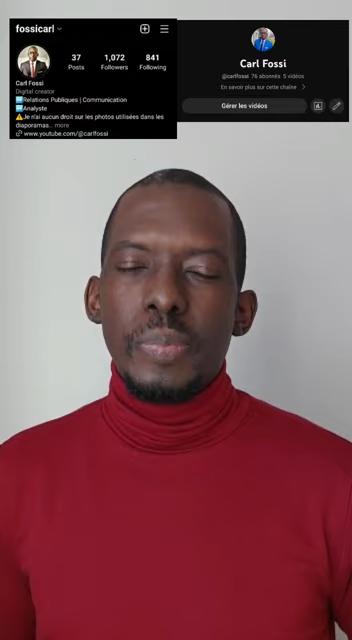 fossicarl
37 1,072 841
Posts Followers Following
Carl Fossi
Digital creator
Relations Publiques | Communication
Analyste
⚠️Je n'ai aucun droit sur les photos utilisées dans les
diaporamas... more
www.youtube.com/@carlfossi
Carl Fossi
@carlfossi 76 abonnés 5 vidéos
En savoir plus sur cette chaîne
Gérer les vidéos